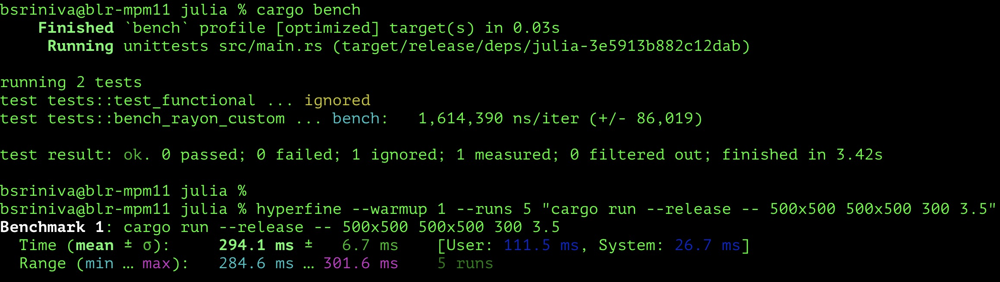 bsriniva@blr-mpm11 julia % cargo bench
    Finished `bench` profile [optimized] target(s) in 0.03s
     Running unittests src/main.rs (target/release/deps/julia-3e5913b882c12dab)
running 2 tests
test tests::test_functional ... ignored
test tests::bench_rayon_custom ... bench:   1,614,390 ns/iter (+/- 86,019)
test result: ok. 0 passed; 0 failed; 1 ignored; 1 measured; 0 filtered out; finished in 3.42s
bsriniva@blr-mpm11 julia %
bsriniva@blr-mpm11 julia % hyperfine --warmup 1 --runs 5 "cargo run --release -- 500x500 500x500 300 3.5"
Benchmark 1: cargo run --release -- 500x500 500x500 300 3.5
  Time (mean ± σ):     294.1 ms ±   6.7 ms    [User: 111.5 ms, System: 26.7 ms]
  Range (min … max):   284.6 ms … 301.6 ms    5 runs